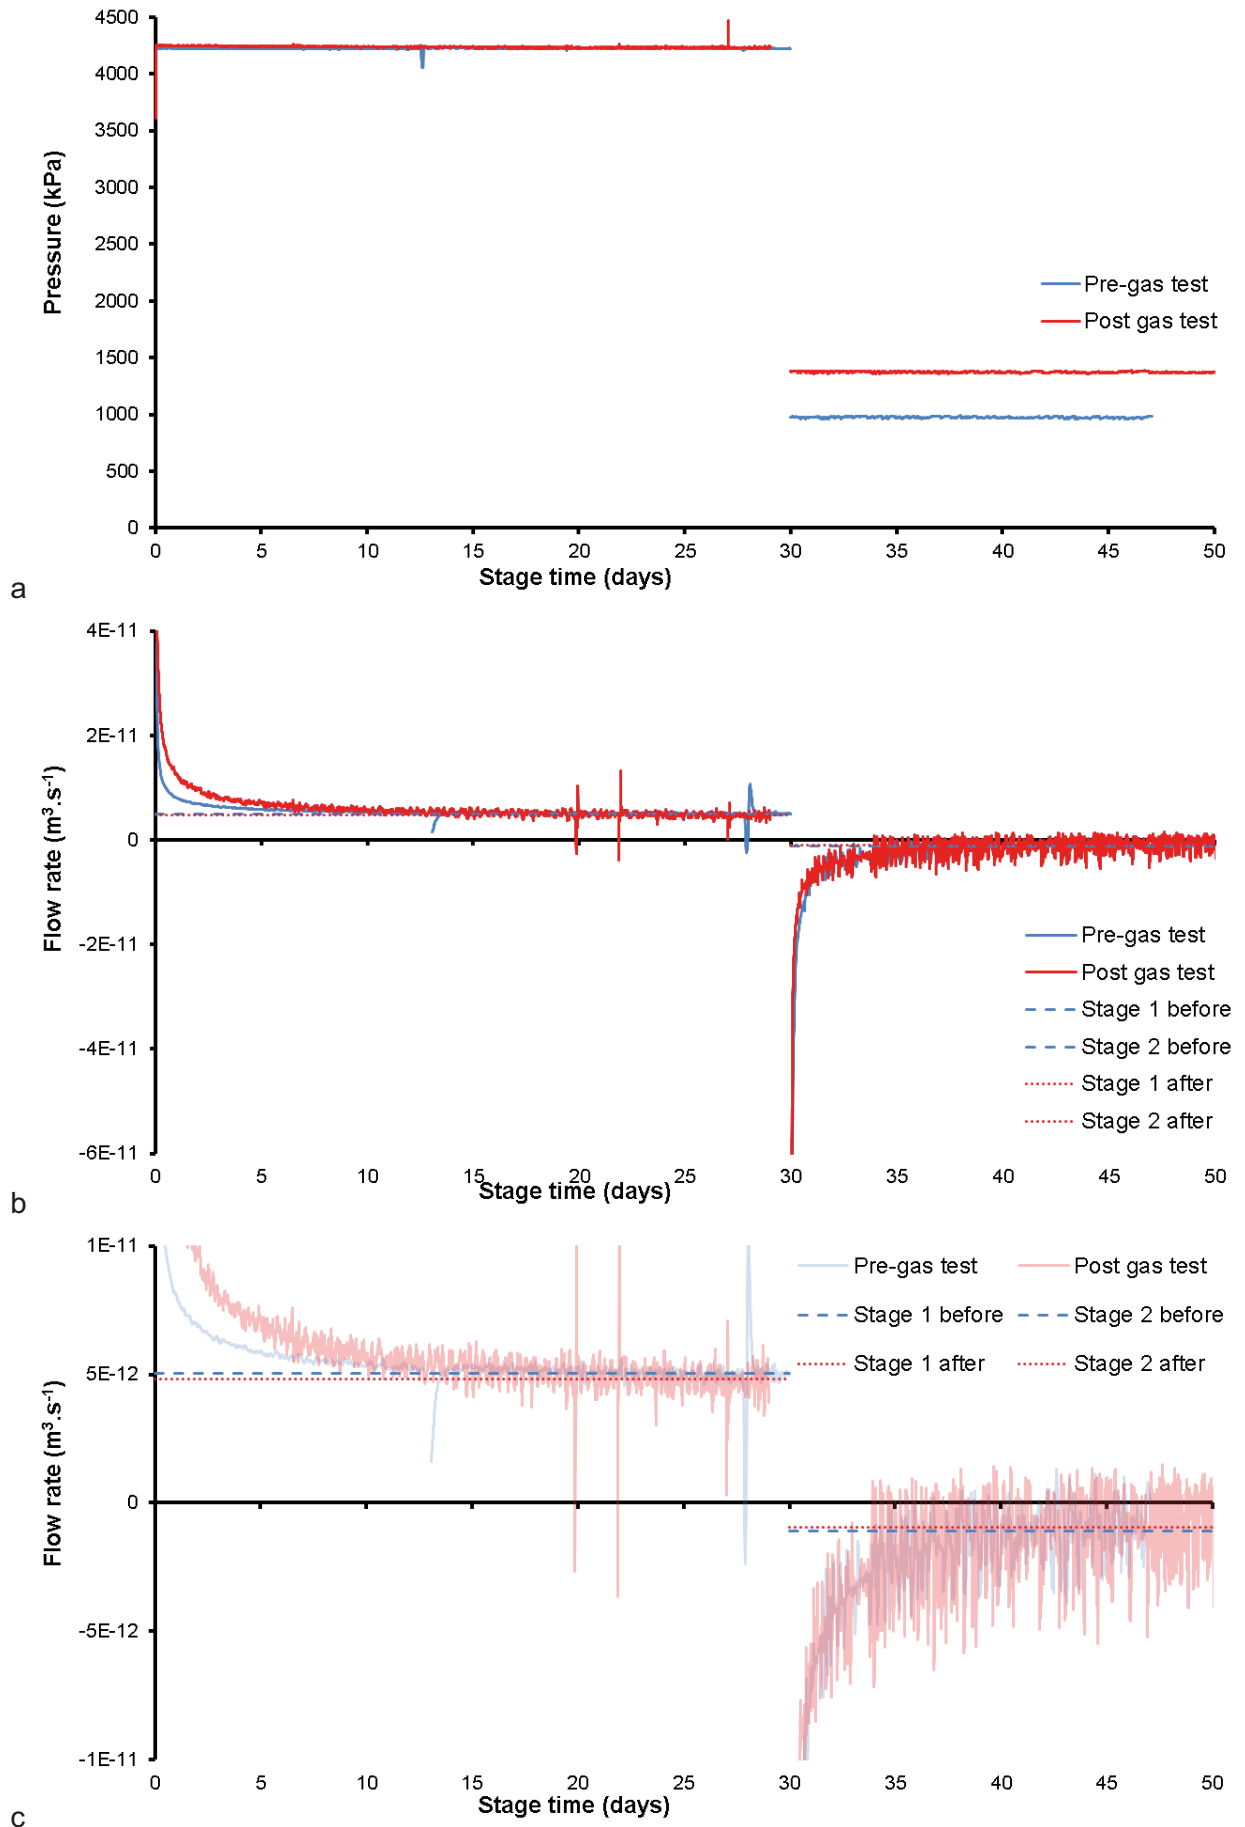 4500
4000
3500
3000
2500
2000
1500
1000
500
0
Pressure (kPa)
Pre-gas test
Post gas test
0 5 10 15 20 25 30 35 40 45 50
Stage time (days)
a
4E-11
2E-11
0
-2E-11
-4E-11
-6E-11
Flow rate (m³.s⁻¹)
Pre-gas test
Post gas test
Stage 1 before
Stage 2 before
Stage 1 after
Stage 2 after
0 5 10 15 20 25 30 35 40 45 50
Stage time (days)
b
1E-11
5E-12
0
-5E-12
-1E-11
Flow rate (m³.s⁻¹)
Pre-gas test Post gas test
Stage 1 before Stage 2 before
Stage 1 after Stage 2 after
0 5 10 15 20 25 30 35 40 45 50
Stage time (days)
c